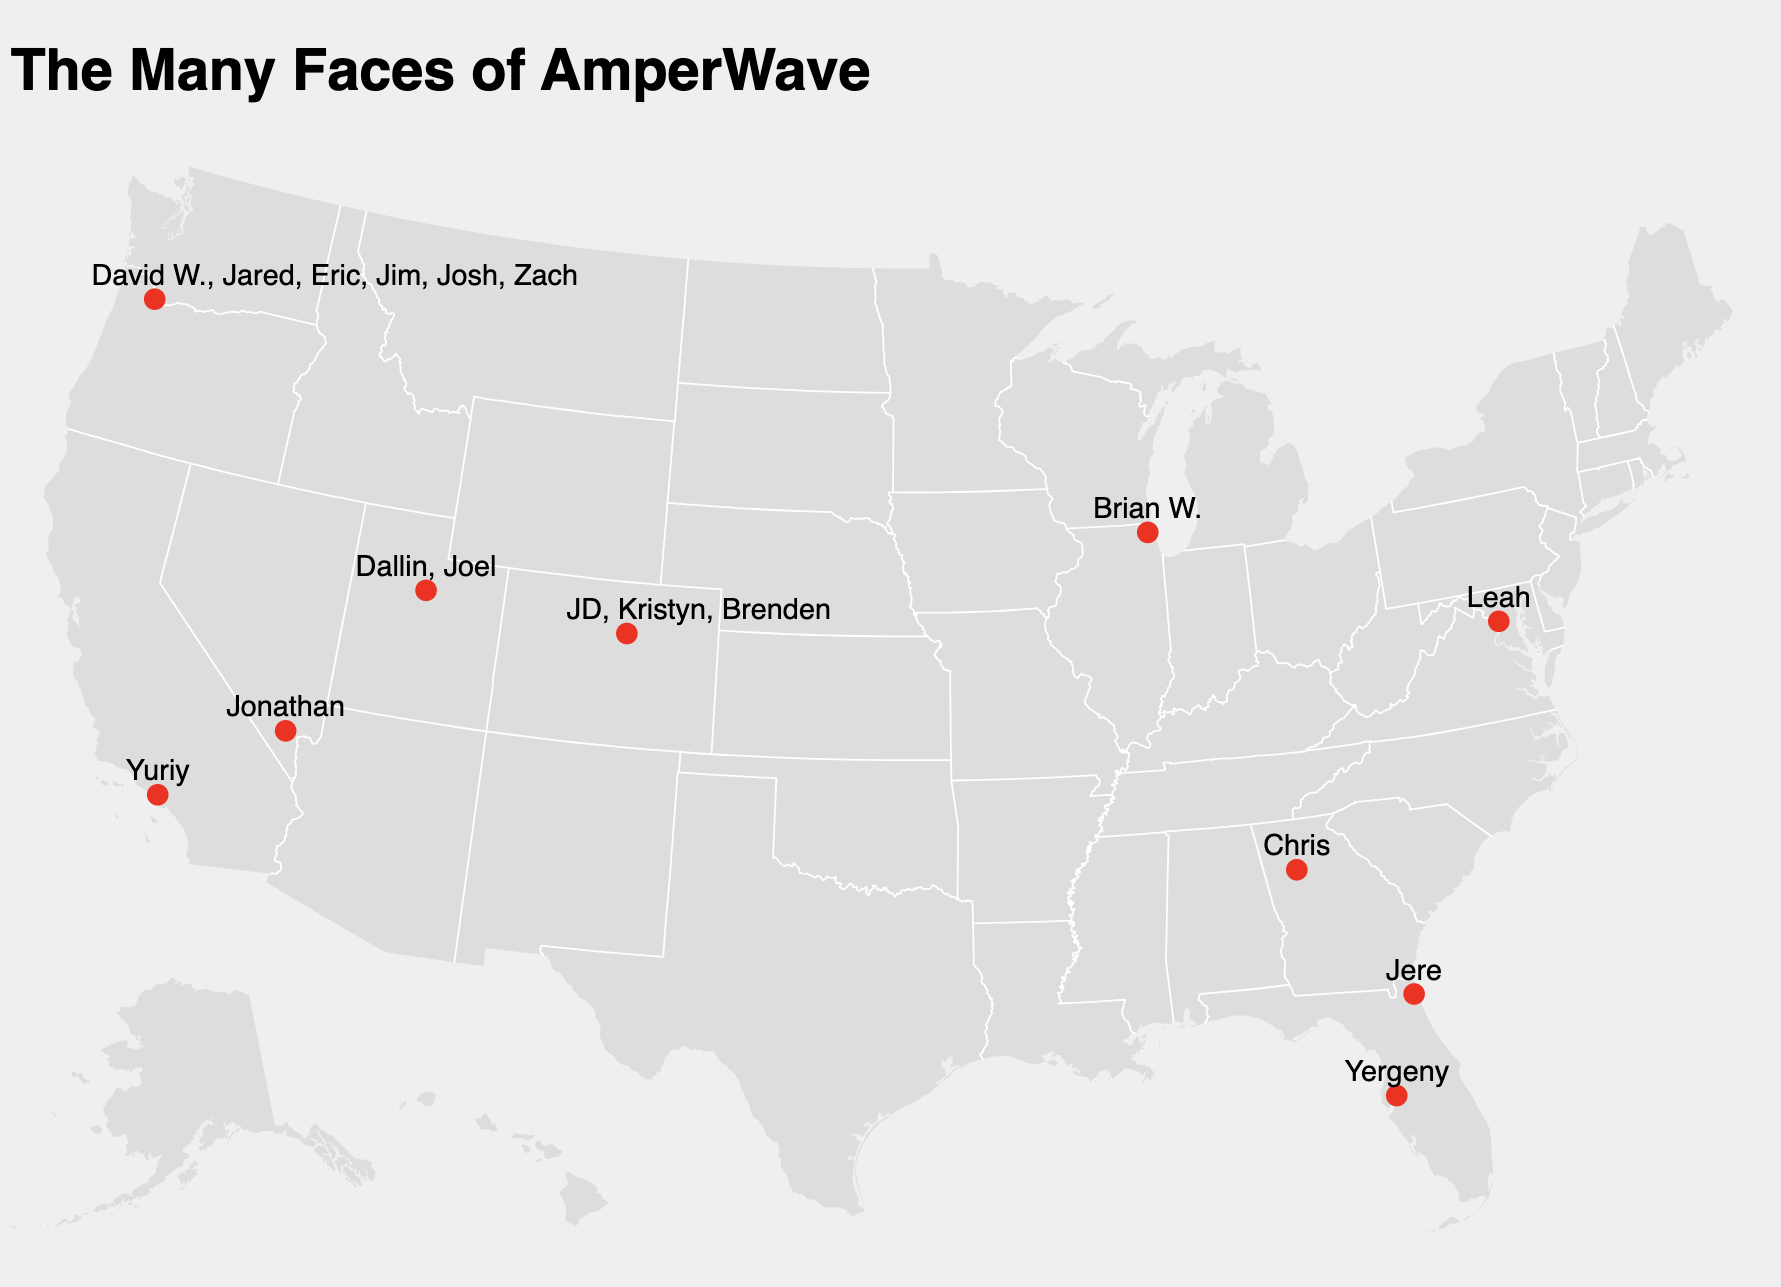 The Many Faces of AmperWave
David W., Jared, Eric, Jim, Josh, Zach
Brian W.
Dallin, Joel
JD, Kristyn, Brenden
Leah
Jonathan
Yuriy
Chris
Jere
Yergeny